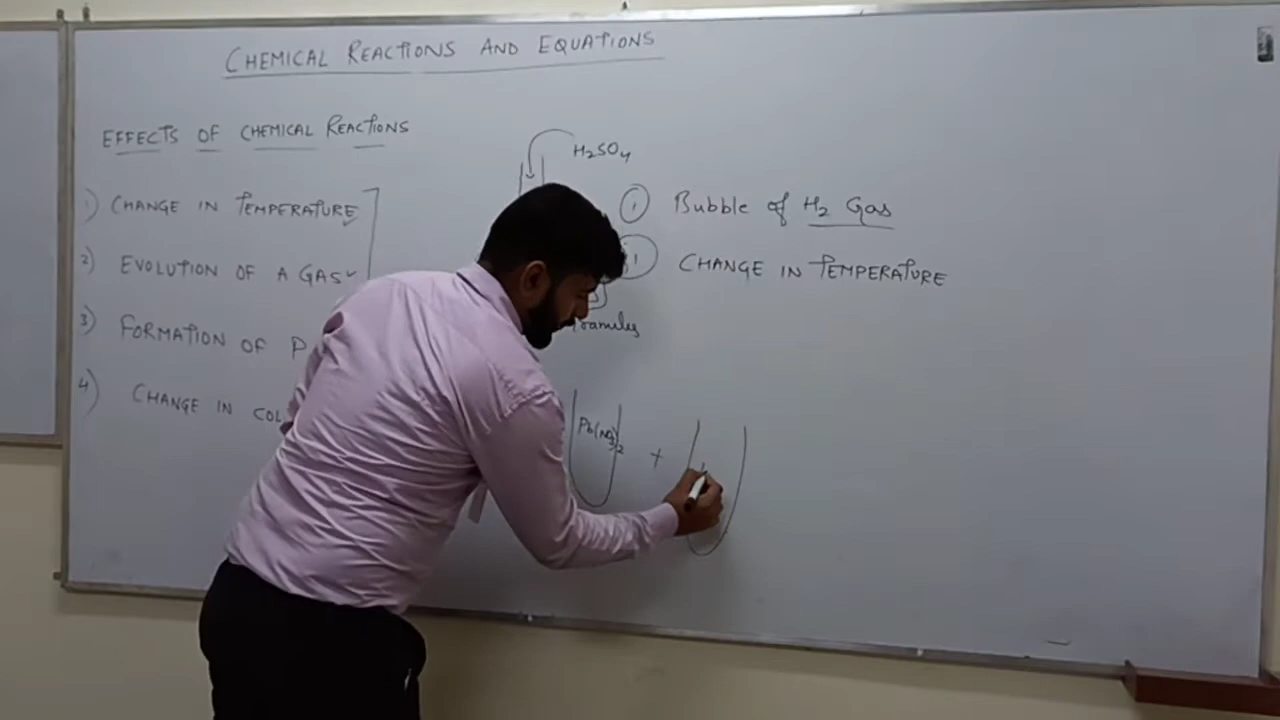 CHEMICAL REACTIONS AND EQUATIONS
EFFECTS OF CHEMICAL REACTIONS
1) CHANGE IN TEMPERATURE
2) EVOLUTION OF A GAS
3) FORMATION OF P
4) CHANGE IN COL
H₂SO₄
① Bubble of H₂ Gas
CHANGE IN TEMPERATURE
Pb(NO₃)₂ +